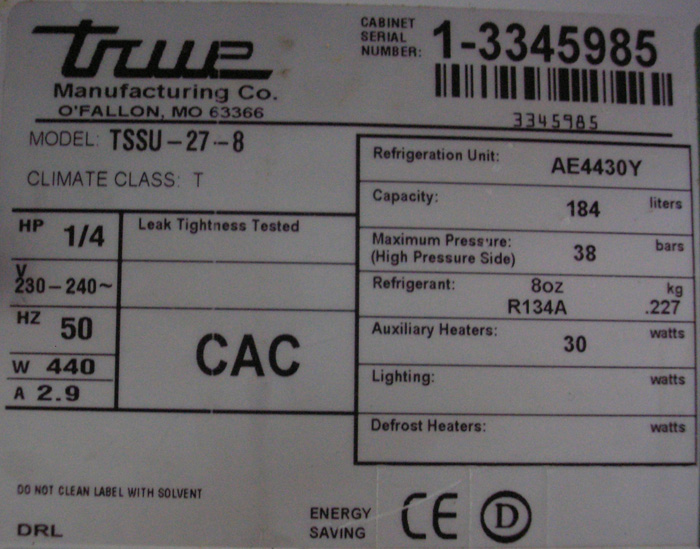 true
Manufacturing Co.
O'FALLON, MO 63366
CABINET
SERIAL
NUMBER: 1-3345985
3345985
MODEL: TSSU-27-8
CLIMATE CLASS: T
HP 1/4
Leak Tightness Tested
V
230-240~
HZ 50
W 440
A 2.9
CAC
Refrigeration Unit: AE4430Y
Capacity: 184 liters
Maximum Pressure:
(High Pressure Side) 38 bars
Refrigerant: 8oz kg
R134A .227
Auxiliary Heaters: 30 watts
Lighting: watts
Defrost Heaters: watts
DO NOT CLEAN LABEL WITH SOLVENT
DRL
ENERGY
SAVING
CE D